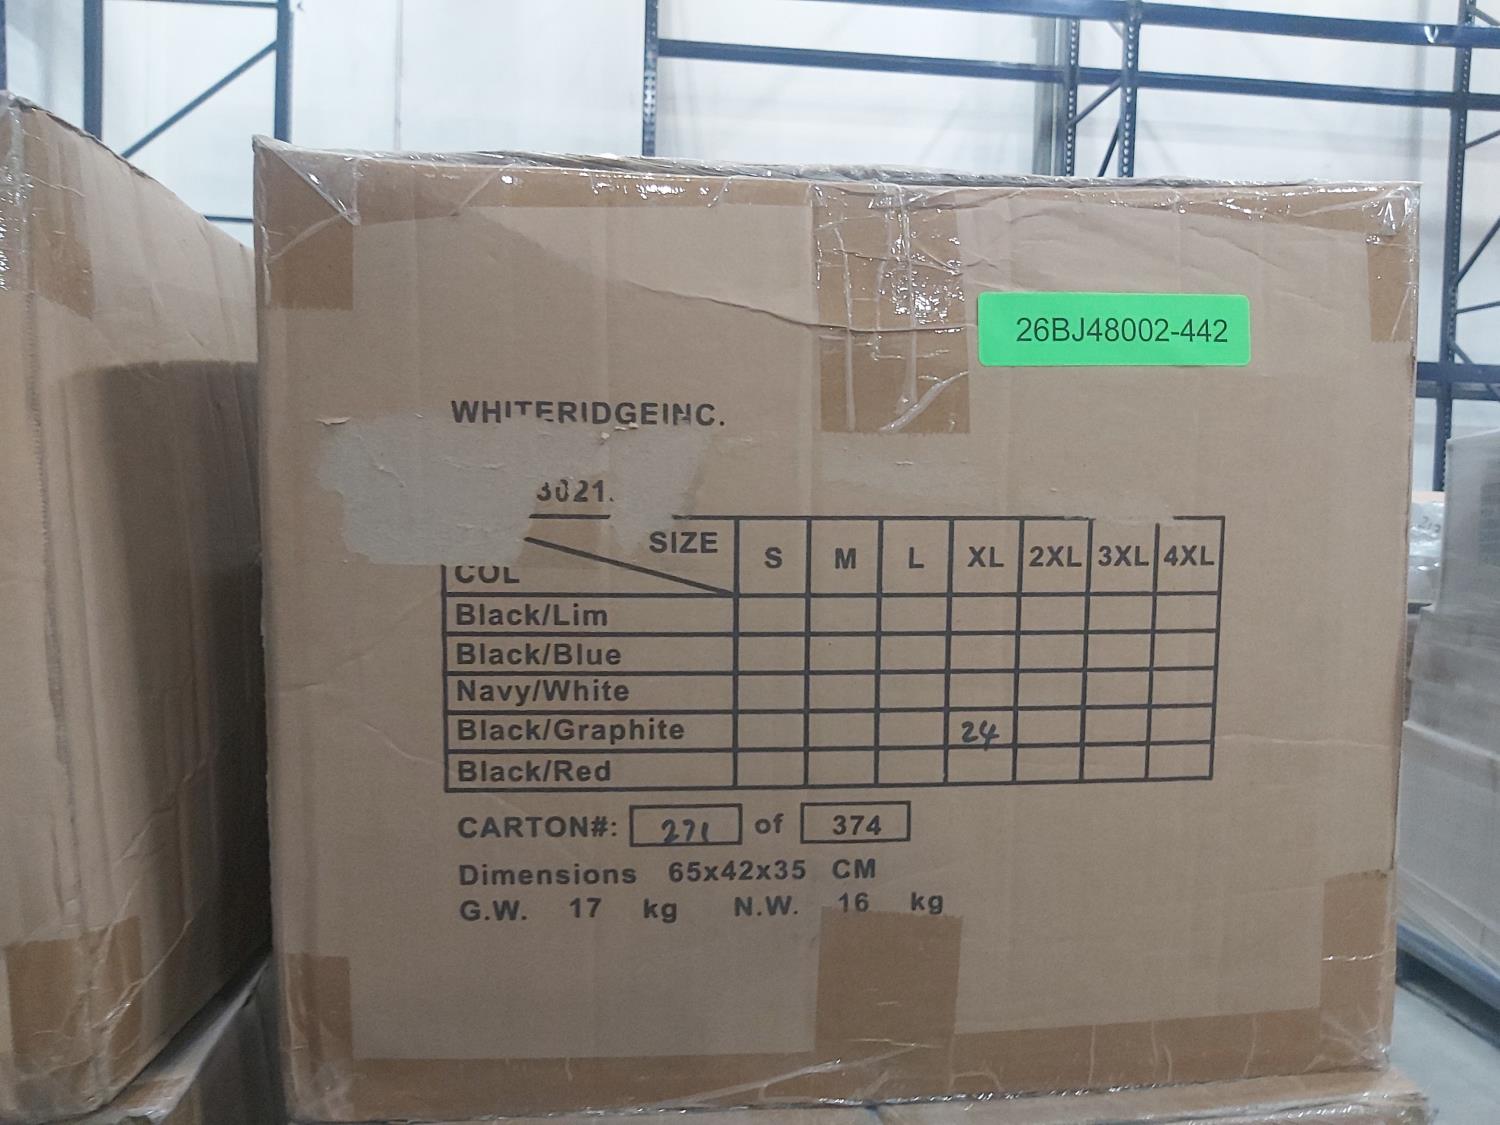 26BJ48002-442
WHITERIDGEINC.
3021.
SIZE S M L XL 2XL 3XL 4XL
COL
Black/Lim
Black/Blue
Navy/White
Black/Graphite 24
Black/Red
CARTON#: 271 of 374
Dimensions 65x42x35 CM
G.W. 17 kg N.W. 16 kg